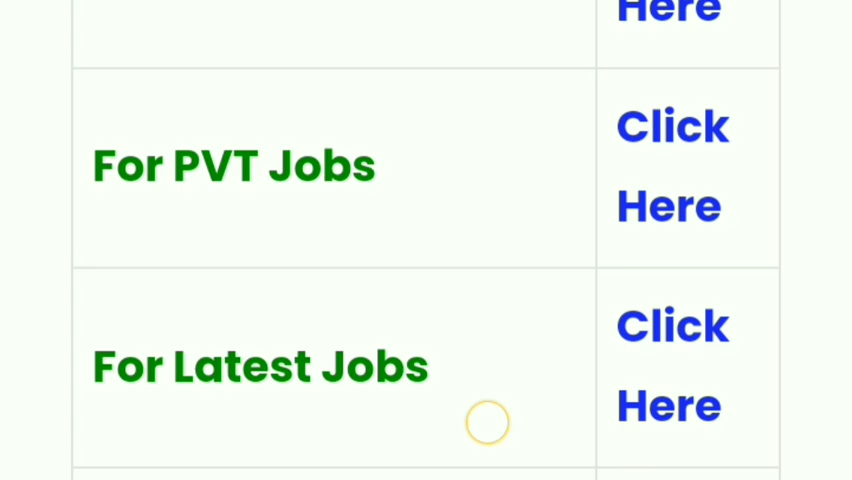 Here
For PVT Jobs
Click
Here
For Latest Jobs
Click
Here